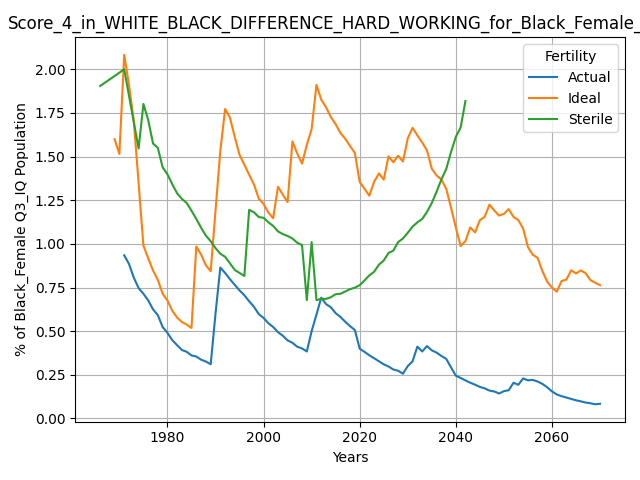 Score_4_in_WHITE_BLACK_DIFFERENCE_HARD_WORKING_for_Black_Female_
Fertility
Actual
Ideal
Sterile
% of Black_Female Q3_IQ Population
2.00
1.75
1.50
1.25
1.00
0.75
0.50
0.25
0.00
1980 2000 2020 2040 2060
Years